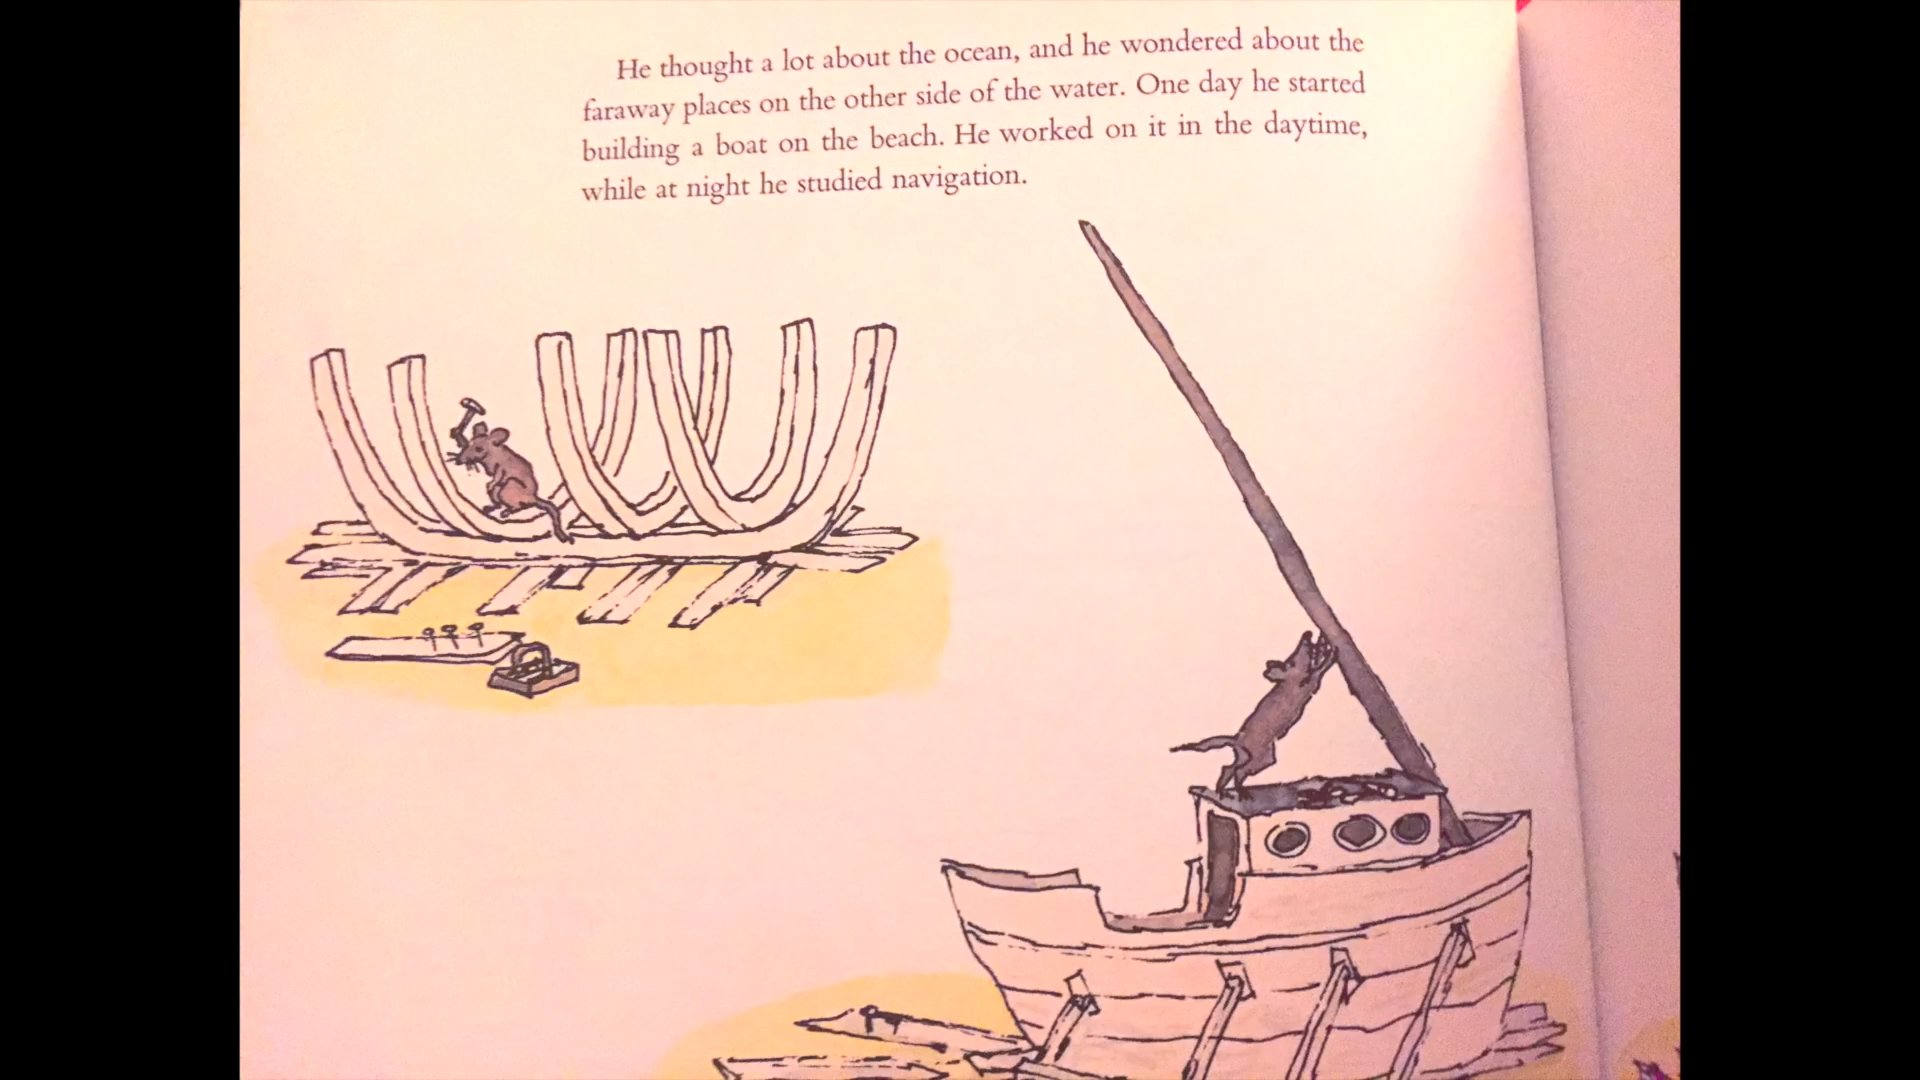 He thought a lot about the ocean, and he wondered about the
faraway places on the other side of the water. One day he started
building a boat on the beach. He worked on it in the daytime,
while at night he studied navigation.